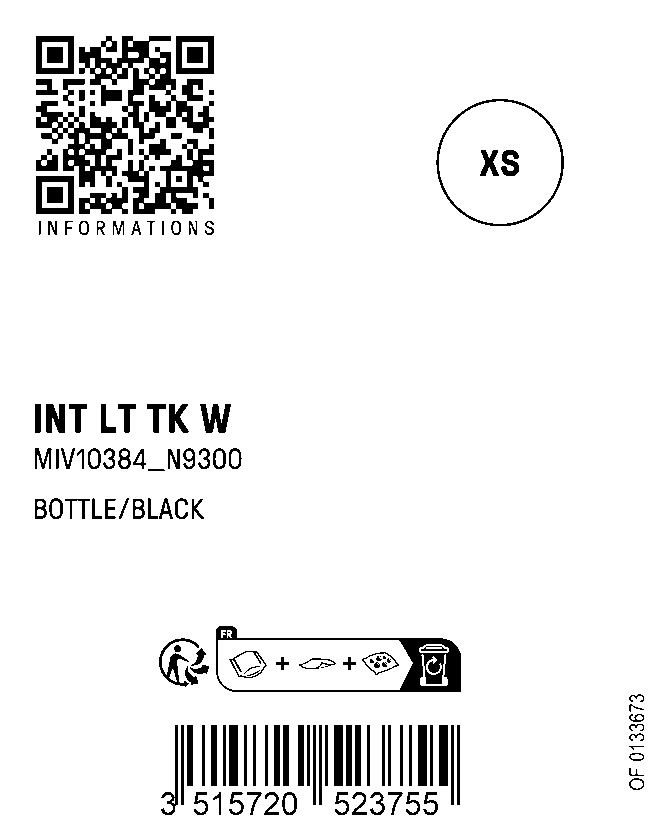 INFORMATIONS
XS
INT LT TK W
MIV10384_N9300
BOTTLE/BLACK
FR
+ +
3 515720 523755
OF 0133673